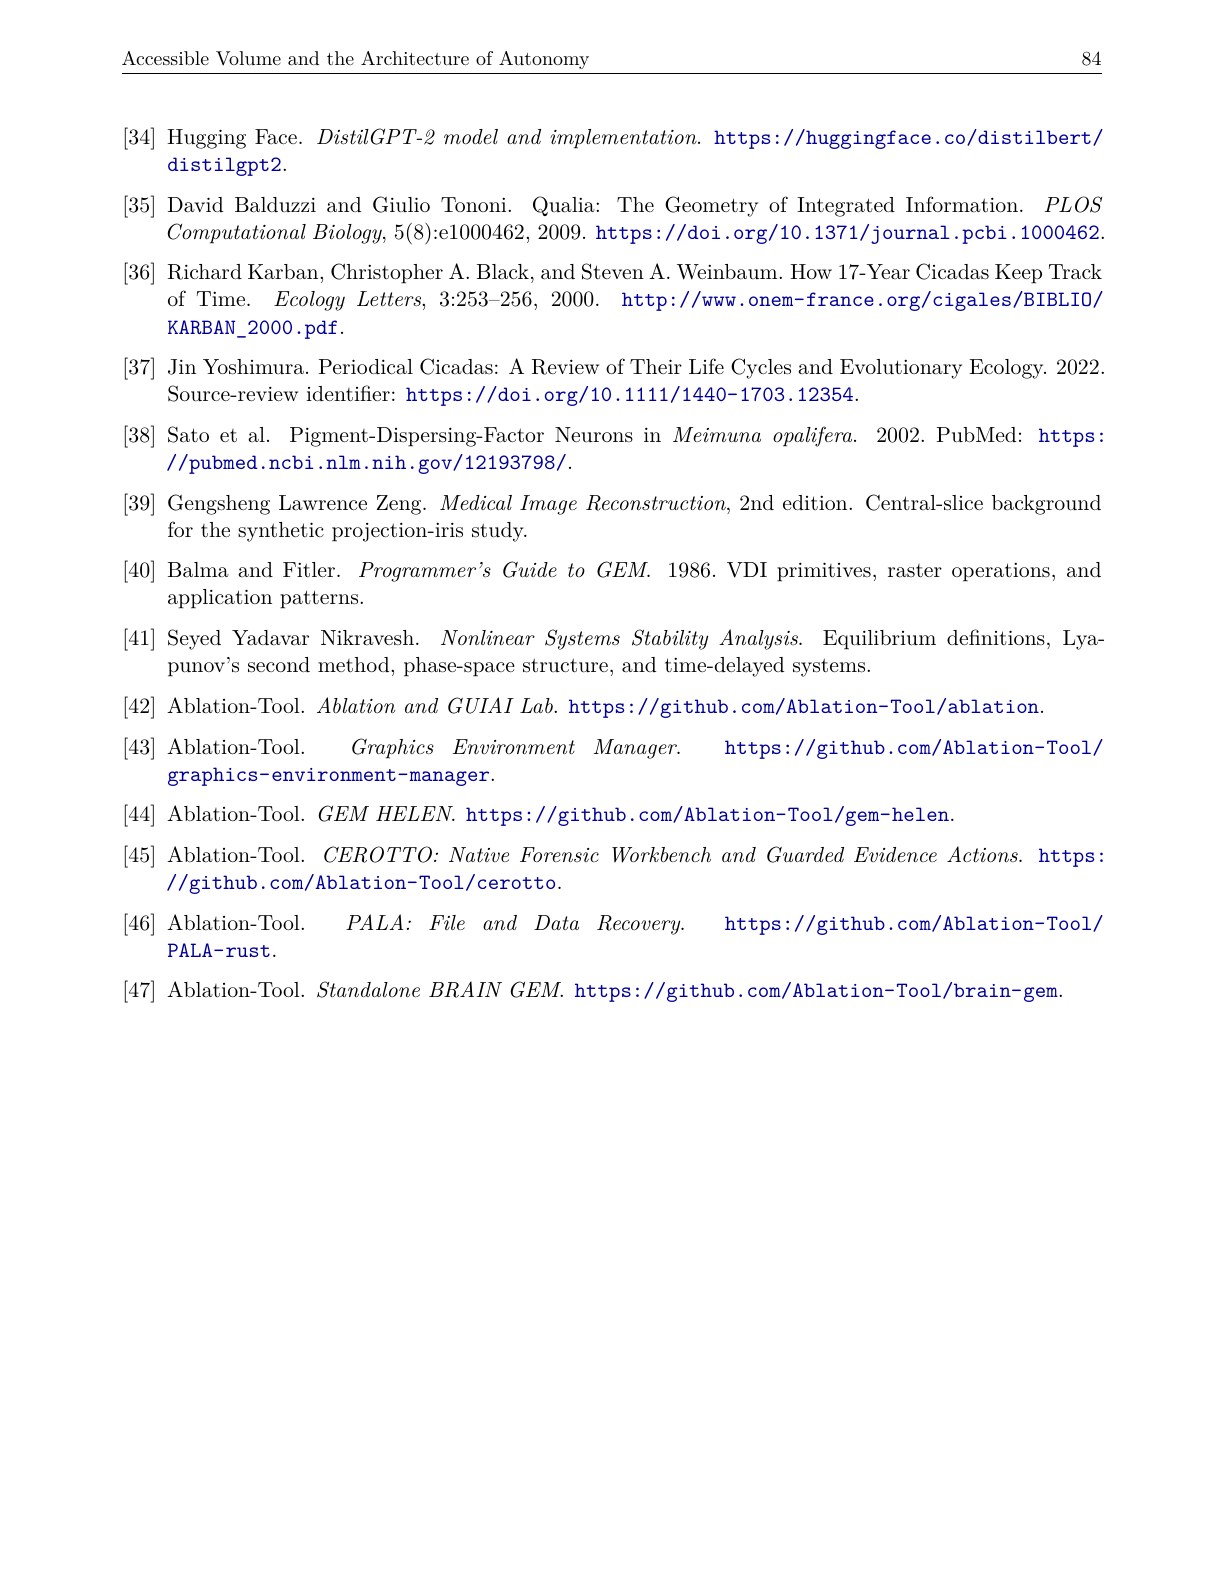 Accessible Volume and the Architecture of Autonomy 84
[34] Hugging Face. DistilGPT-2 model and implementation. https://huggingface.co/distilbert/
distilgpt2.
[35] David Balduzzi and Giulio Tononi. Qualia: The Geometry of Integrated Information. PLOS
Computational Biology, 5(8):e1000462, 2009. https://doi.org/10.1371/journal.pcbi.1000462.
[36] Richard Karban, Christopher A. Black, and Steven A. Weinbaum. How 17-Year Cicadas Keep Track
of Time. Ecology Letters, 3:253–256, 2000. http://www.onem-france.org/cigales/BIBLIO/
KARBAN_2000.pdf.
[37] Jin Yoshimura. Periodical Cicadas: A Review of Their Life Cycles and Evolutionary Ecology. 2022.
Source-review identifier: https://doi.org/10.1111/1440-1703.12354.
[38] Sato et al. Pigment-Dispersing-Factor Neurons in Meimuna opalifera. 2002. PubMed: https:
//pubmed.ncbi.nlm.nih.gov/12193798/.
[39] Gengsheng Lawrence Zeng. Medical Image Reconstruction, 2nd edition. Central-slice background
for the synthetic projection-iris study.
[40] Balma and Fitler. Programmer's Guide to GEM. 1986. VDI primitives, raster operations, and
application patterns.
[41] Seyed Yadavar Nikravesh. Nonlinear Systems Stability Analysis. Equilibrium definitions, Lya-
punov's second method, phase-space structure, and time-delayed systems.
[42] Ablation-Tool. Ablation and GUIAI Lab. https://github.com/Ablation-Tool/ablation.
[43] Ablation-Tool. Graphics Environment Manager. https://github.com/Ablation-Tool/
graphics-environment-manager.
[44] Ablation-Tool. GEM HELEN. https://github.com/Ablation-Tool/gem-helen.
[45] Ablation-Tool. CEROTTO: Native Forensic Workbench and Guarded Evidence Actions. https:
//github.com/Ablation-Tool/cerotto.
[46] Ablation-Tool. PALA: File and Data Recovery. https://github.com/Ablation-Tool/
PALA-rust.
[47] Ablation-Tool. Standalone BRAIN GEM. https://github.com/Ablation-Tool/brain-gem.